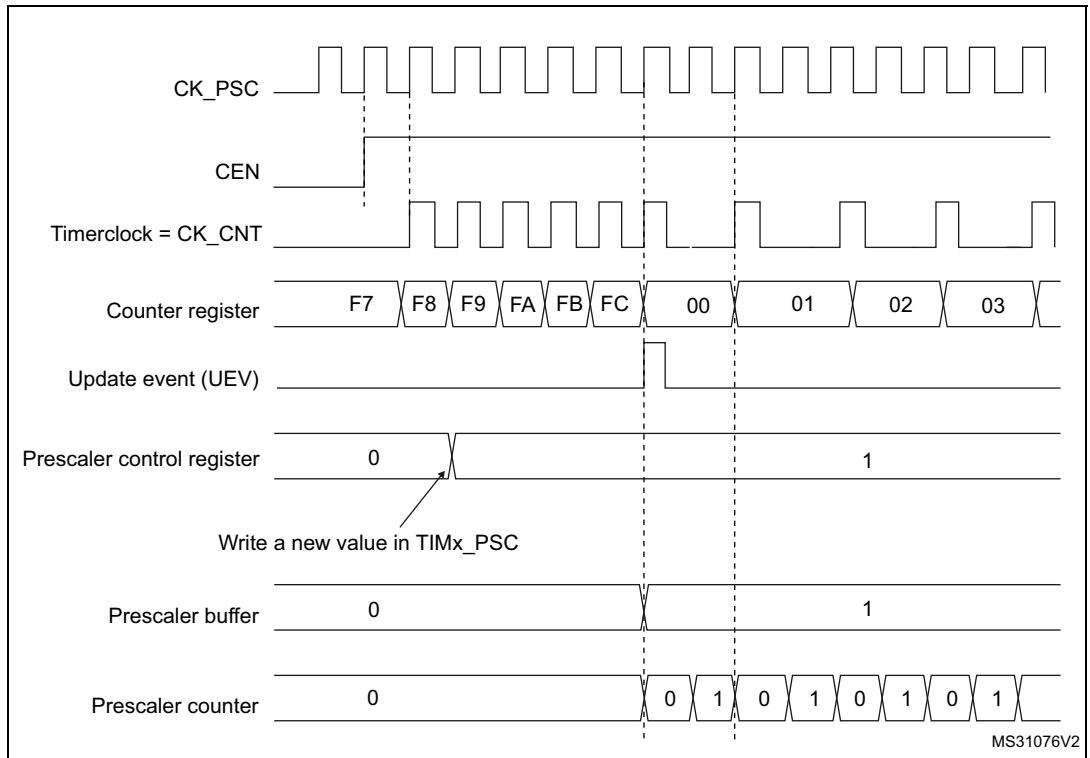 CK_PSC
CEN
Timerclock = CK_CNT
Counter register F7 F8 F9 FA FB FC 00 01 02 03
Update event (UEV)
Prescaler control register 0 1
Write a new value in TIMx_PSC
Prescaler buffer 0 1
Prescaler counter 0 0 1 0 1 0 1 0 1
MS31076V2